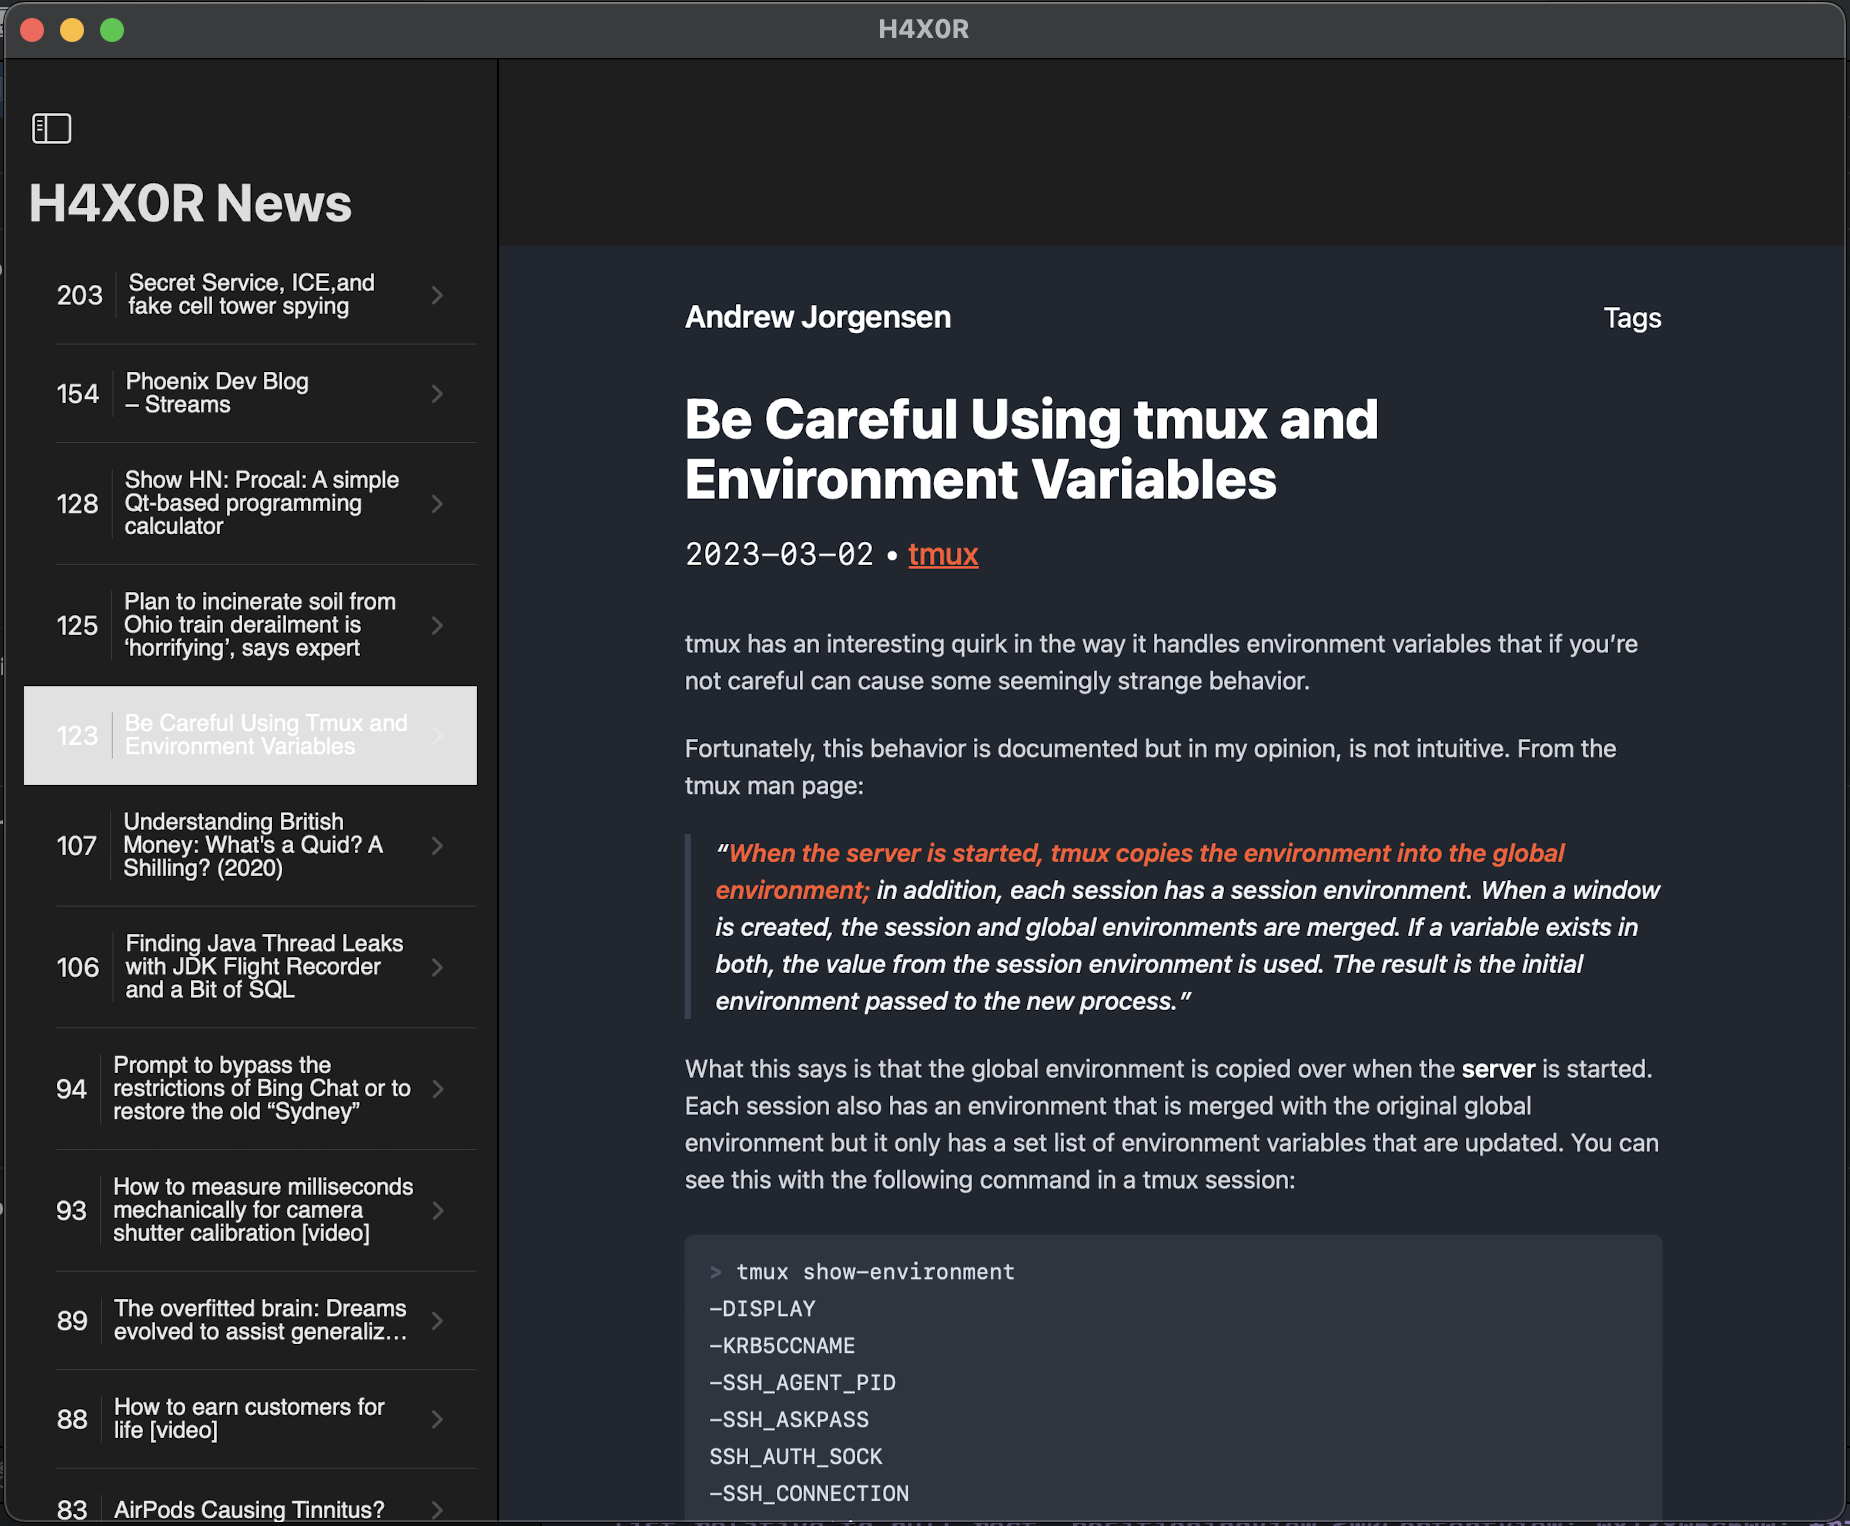 H4X0R
H4X0R News
203
Secret Service, ICE,and
fake cell tower spying
154
Phoenix Dev Blog
– Streams
128
Show HN: Procal: A simple
Qt-based programming
calculator
125
Plan to incinerate soil from
Ohio train derailment is
‘horrifying’, says expert
123
Be Careful Using Tmux and
Environment Variables
107
Understanding British
Money: What's a Quid? A
Shilling? (2020)
106
Finding Java Thread Leaks
with JDK Flight Recorder
and a Bit of SQL
94
Prompt to bypass the
restrictions of Bing Chat or to
restore the old “Sydney”
93
How to measure milliseconds
mechanically for camera
shutter calibration [video]
89
The overfitted brain: Dreams
evolved to assist generaliz…
88
How to earn customers for
life [video]
83
AirPods Causing Tinnitus?
Andrew Jorgensen
Tags
Be Careful Using tmux and
Environment Variables
2023-03-02 • tmux
tmux has an interesting quirk in the way it handles environment variables that if you’re
not careful can cause some seemingly strange behavior.
Fortunately, this behavior is documented but in my opinion, is not intuitive. From the
tmux man page:
“When the server is started, tmux copies the environment into the global
environment; in addition, each session has a session environment. When a window
is created, the session and global environments are merged. If a variable exists in
both, the value from the session environment is used. The result is the initial
environment passed to the new process.”
What this says is that the global environment is copied over when the server is started.
Each session also has an environment that is merged with the original global
environment but it only has a set list of environment variables that are updated. You can
see this with the following command in a tmux session:
> tmux show-environment
-DISPLAY
-KRB5CCNAME
-SSH_AGENT_PID
-SSH_ASKPASS
SSH_AUTH_SOCK
-SSH_CONNECTION